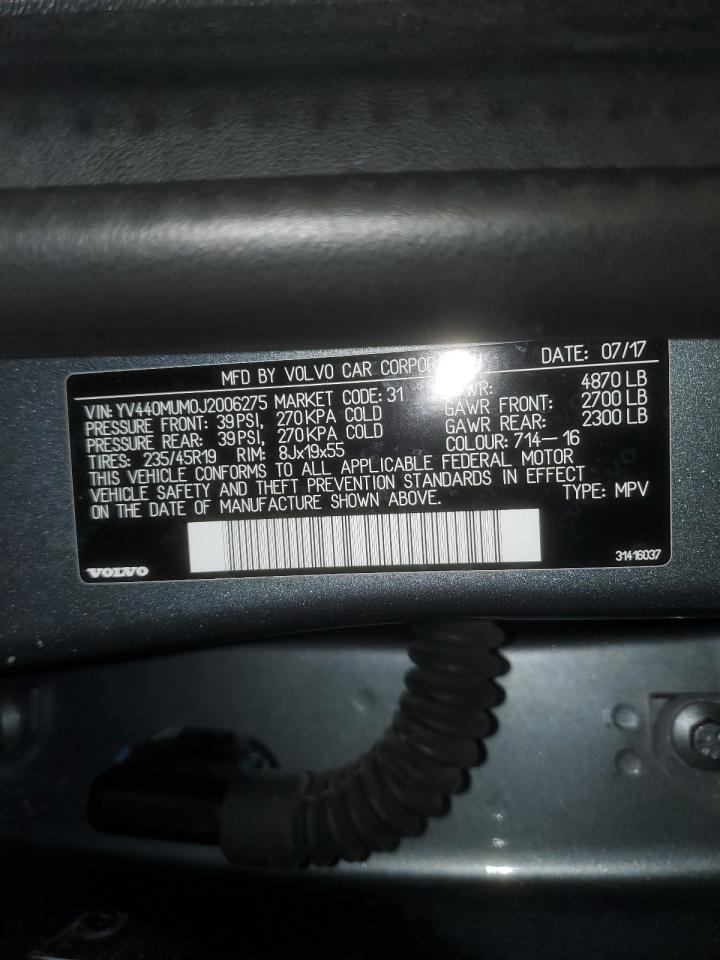 MFD BY VOLVO CAR DATE: 07/17
VIN: YV440MUM0J2006275 MARKET CODE: 31 4870 LB
PRESSURE FRONT: 39PSI, 270KPA COLD GAWR FRONT: 2700 LB
PRESSURE REAR: 39PSI, 270KPA COLD GAWR REAR: 2300 LB
TIRES: 235/45R19 RIM: 8Jx19x55 COLOUR: 714-16
THIS VEHICLE CONFORMS TO ALL APPLICABLE FEDERAL MOTOR
VEHICLE SAFETY AND THEFT PREVENTION STANDARDS IN EFFECT
ON THE DATE OF MANUFACTURE SHOWN ABOVE. TYPE: MPV
VOLVO
31416037